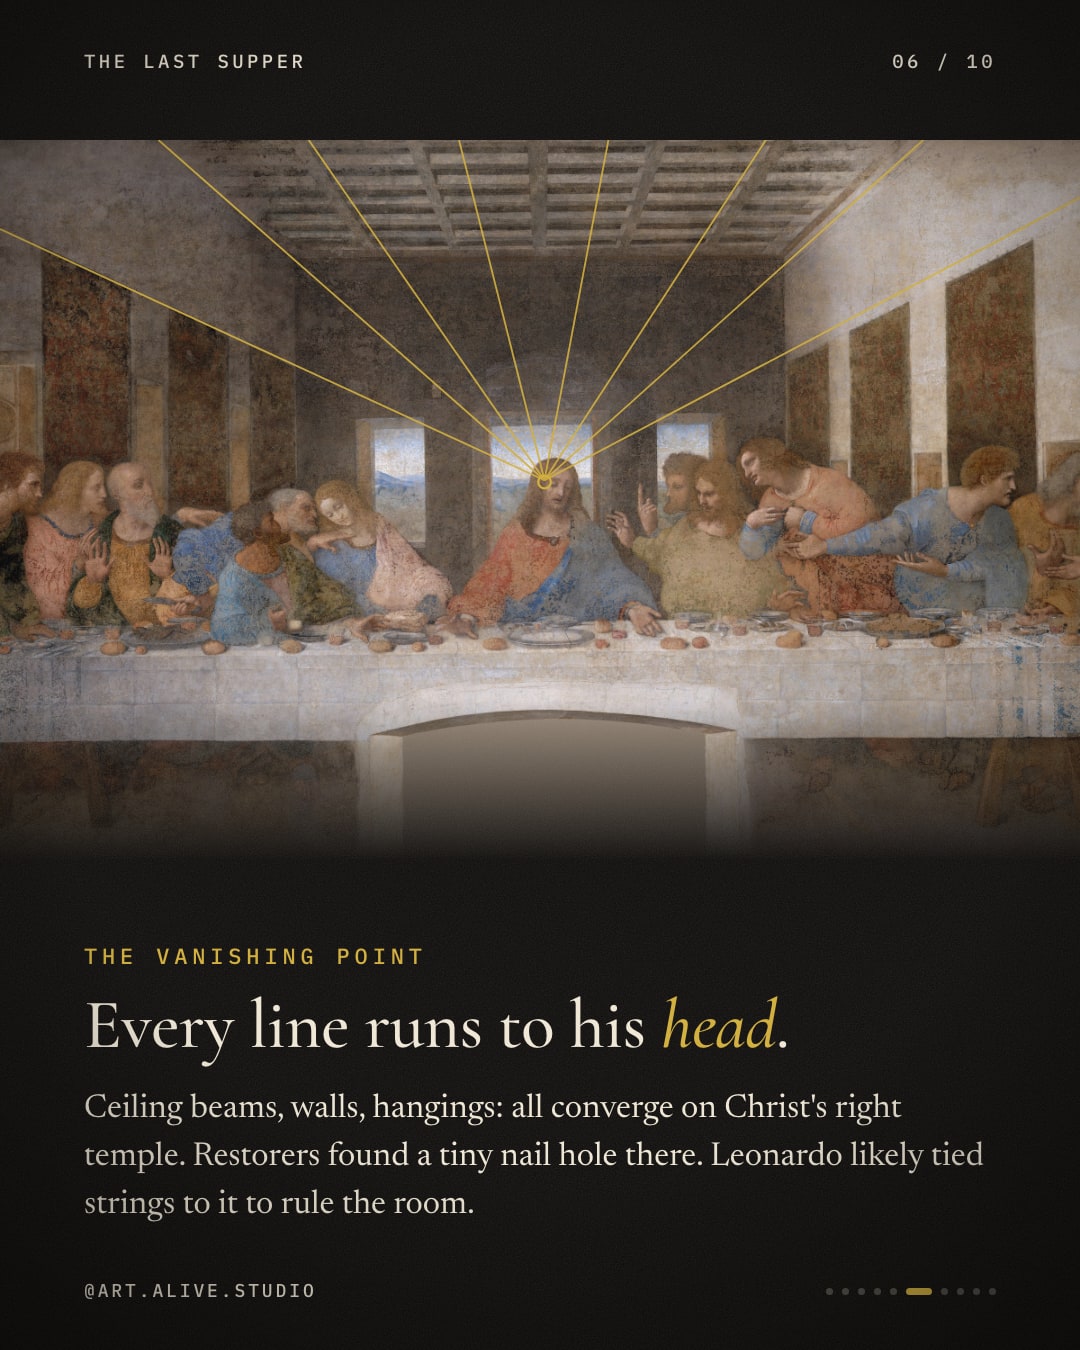 THE LAST SUPPER
06 / 10
THE VANISHING POINT
Every line runs to his head.
Ceiling beams, walls, hangings: all converge on Christ's right
temple. Restorers found a tiny nail hole there. Leonardo likely tied
strings to it to rule the room.
@ART.ALIVE.STUDIO